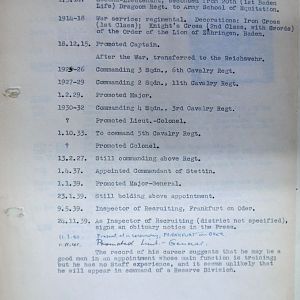 Life) Dragoon Regt. to Army School of Equitation.
1914-18 War service: regimental. Decorations: Iron Cross
(1st Class); Knight's Cross (2nd Class, with Swords)
of the Order of the Lion of Zähringen, Baden.
18.12.15. Promoted Captain.
After the War, transferred to the Reichswehr.
1925-26 Commanding 3 Sqdn., 6th Cavalry Regt.
1927-29 Commanding 2 Sqdn., 11th Cavalry Regt.
1.2.29. Promoted Major.
1930-32 Commanding 4 Sqdn., 3rd Cavalry Regt.
? Promoted Lieut.-Colonel.
1.10.33. To command 5th Cavalry Regt.
? Promoted Colonel.
13.2.27. Still commanding above Regt.
1.4.37. Appointed Commandant of Stettin.
1.1.39. Promoted Major-General.
2.1.39. Still holding above appointment.
9.5.39. Inspector of Recruiting, Frankfurt on Oder.
24.11.39. As Inspector of Recruiting (district not specified),
signs an obituary notice in the Press.
Promoted Lieut-General.
The record of his career suggests that he may be a
good man in an appointment whose main function is training;
but he has no Staff experience, and it seems unlikely that
he will appear in command of a Reserve Division.